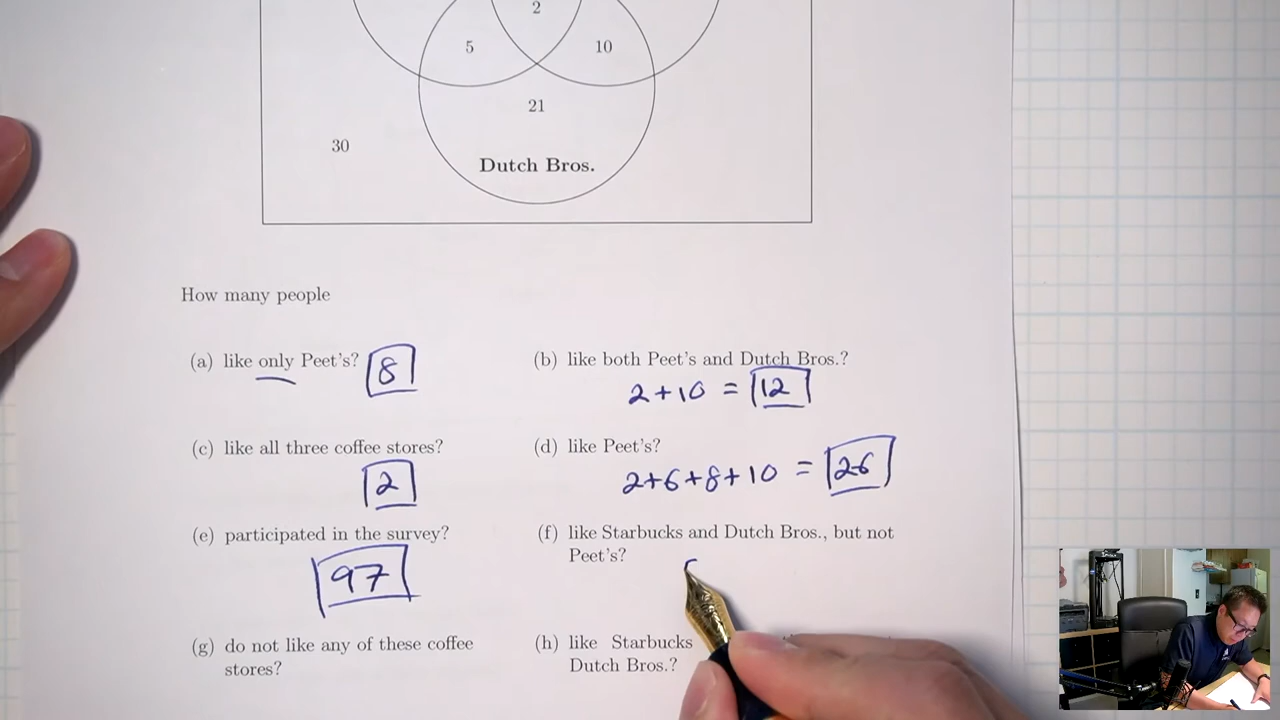 2
5
10
21
30
Dutch Bros.
How many people
(a) like only Peet's? 8
(b) like both Peet's and Dutch Bros.?
2+10 = 12
(c) like all three coffee stores?
2
(d) like Peet's?
2+6+8+10 = 26
(e) participated in the survey?
97
(f) like Starbucks and Dutch Bros., but not
Peet's?
(g) do not like any of these coffee
stores?
(h) like Starbucks
Dutch Bros.?